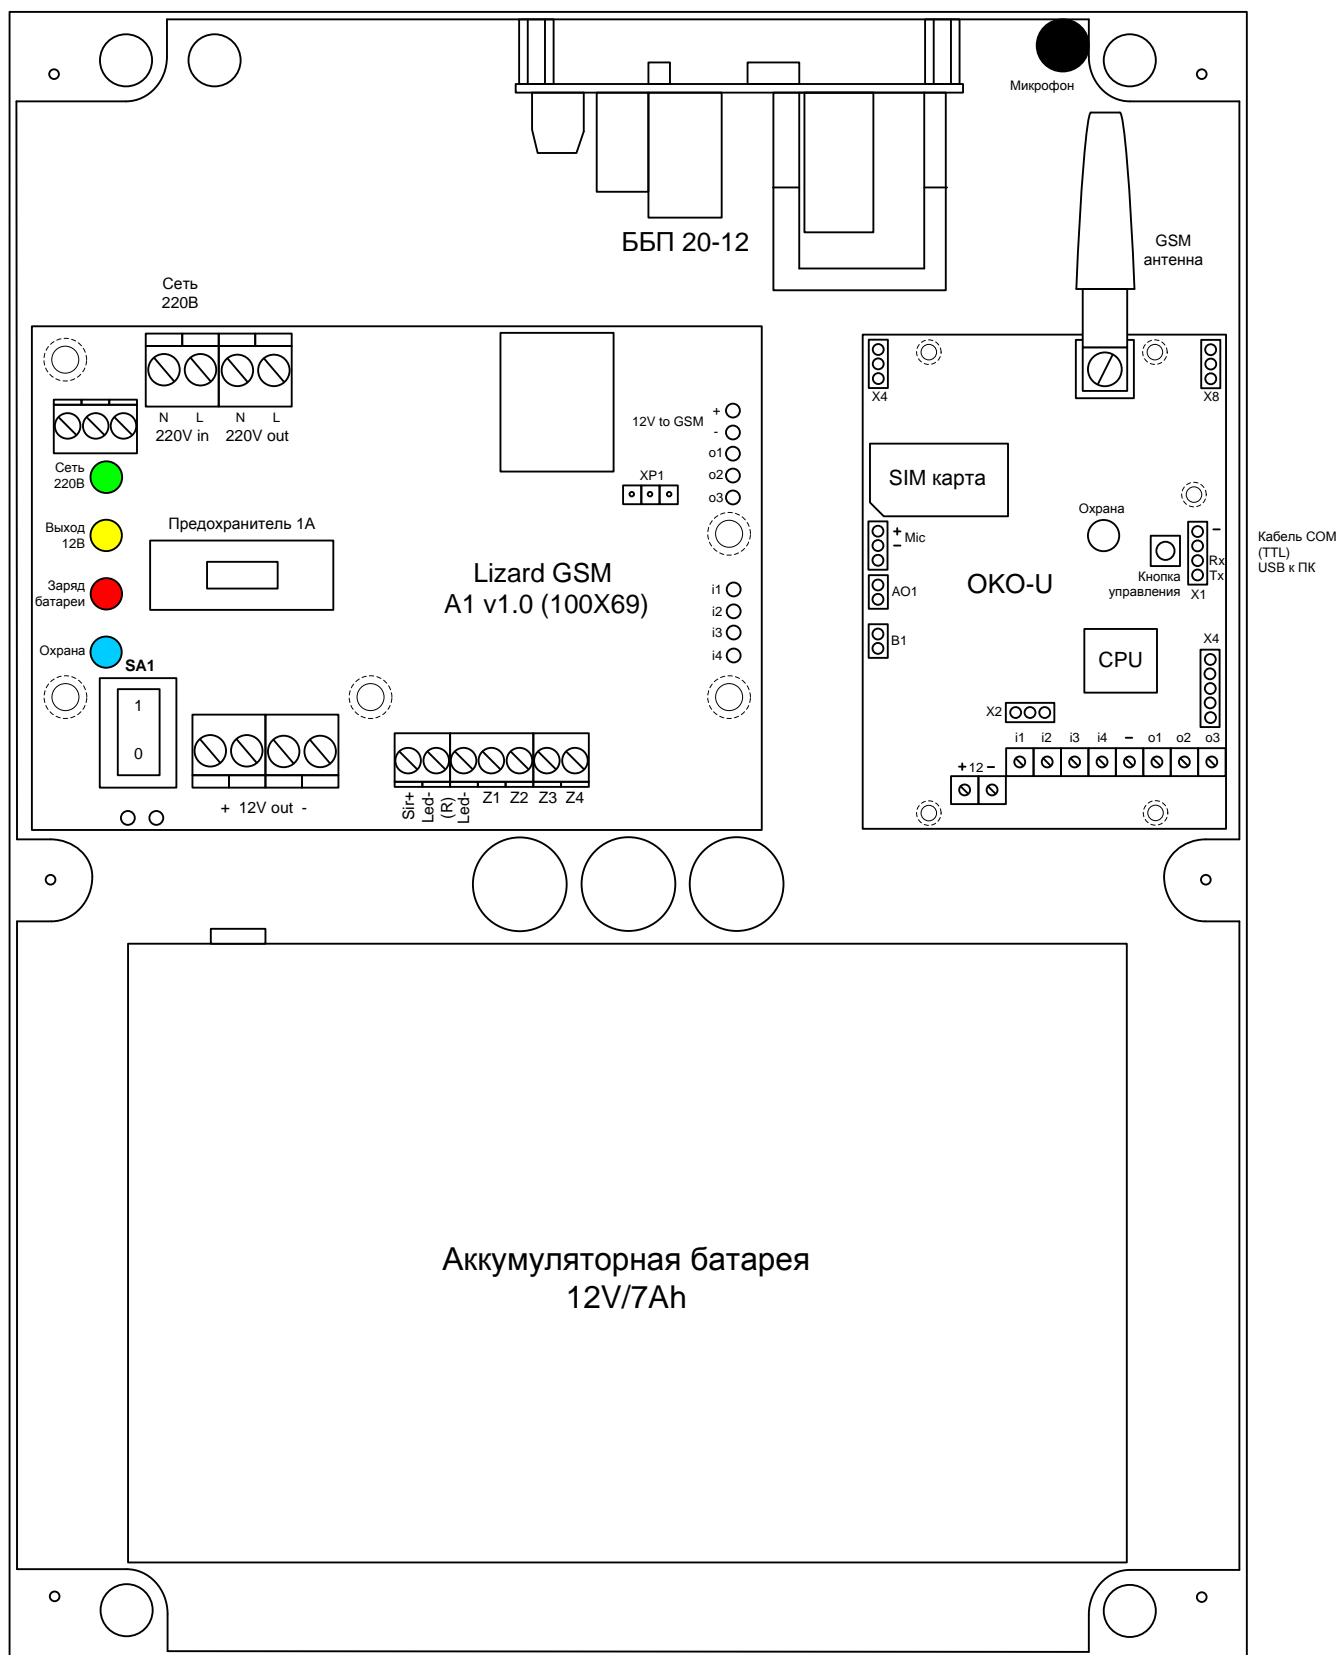 Микрофон
ББП 20-12
GSM
антенна
Сеть
220В
N L N L
220V in 220V out
12V to GSM
+
-
o1
o2
o3
XP1
Сеть
220В
Выход
12В
Предохранитель 1А
Заряд
батареи
Lizard GSM
A1 v1.0 (100X69)
i1
i2
i3
i4
Охрана
SA1
1
0
+ 12V out -
Sir+
Led-
(R)
Led-
Z1 Z2 Z3 Z4
X4
X8
SIM карта
Охрана
+
–
Mic
–
Rx
Tx
Кабель COM
(TTL)
USB к ПК
AO1
OKO-U
Кнопка
управления
X1
B1
CPU
X4
X2
i1 i2 i3 i4 – o1 o2 o3
+ 12 –
Аккумуляторная батарея
12V/7Ah